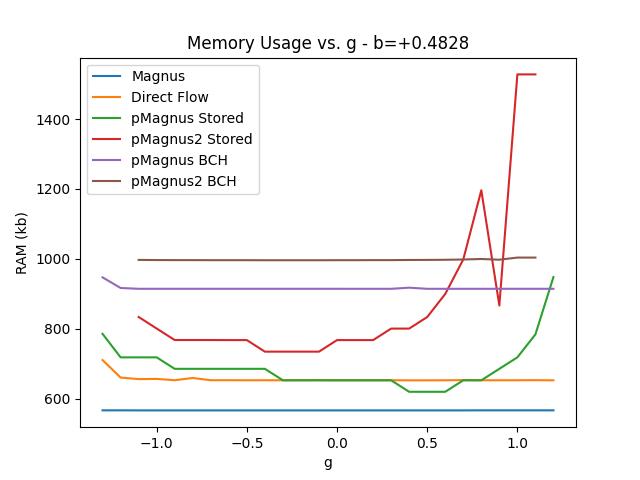 Memory Usage vs. g - b=+0.4828
Magnus
Direct Flow
pMagnus Stored
pMagnus2 Stored
pMagnus BCH
pMagnus2 BCH
1400
1200
1000
800
600
RAM (kb)
−1.0 −0.5 0.0 0.5 1.0
g